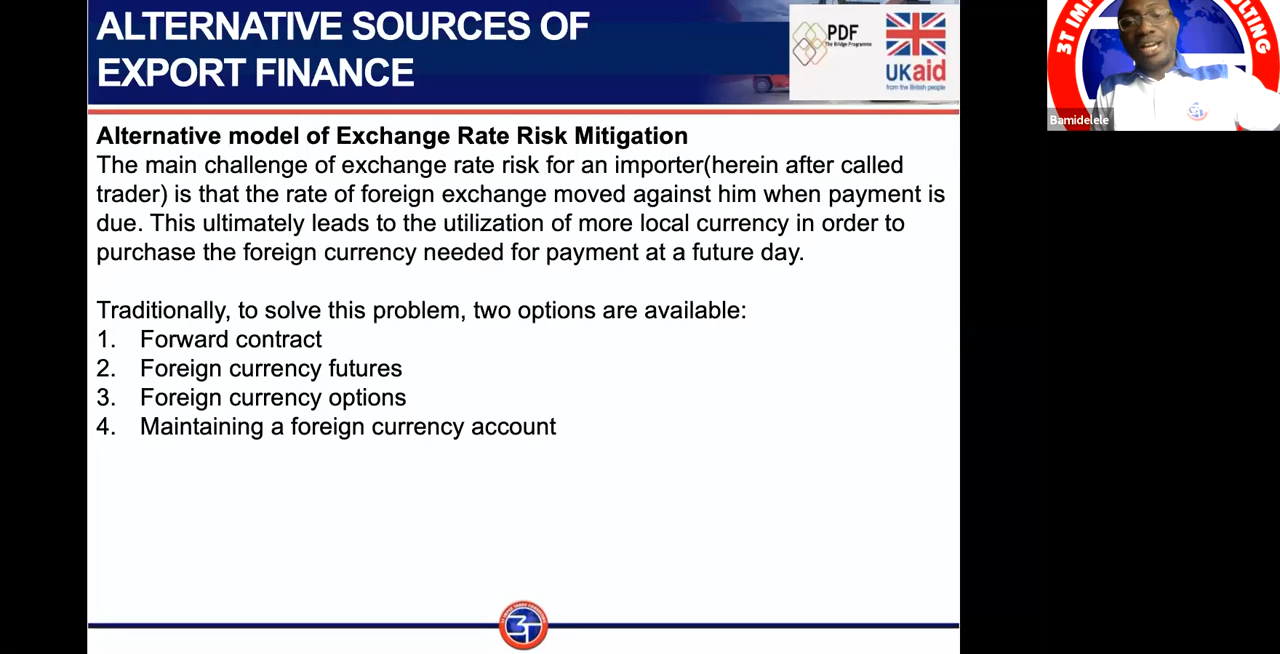 ALTERNATIVE SOURCES OF
EXPORT FINANCE
PDF
The Bridge Programme
UKaid
from the British people
Alternative model of Exchange Rate Risk Mitigation
The main challenge of exchange rate risk for an importer(herein after called
trader) is that the rate of foreign exchange moved against him when payment is
due. This ultimately leads to the utilization of more local currency in order to
purchase the foreign currency needed for payment at a future day.
Traditionally, to solve this problem, two options are available:
1. Forward contract
2. Foreign currency futures
3. Foreign currency options
4. Maintaining a foreign currency account
3T
3T
Bamidelele